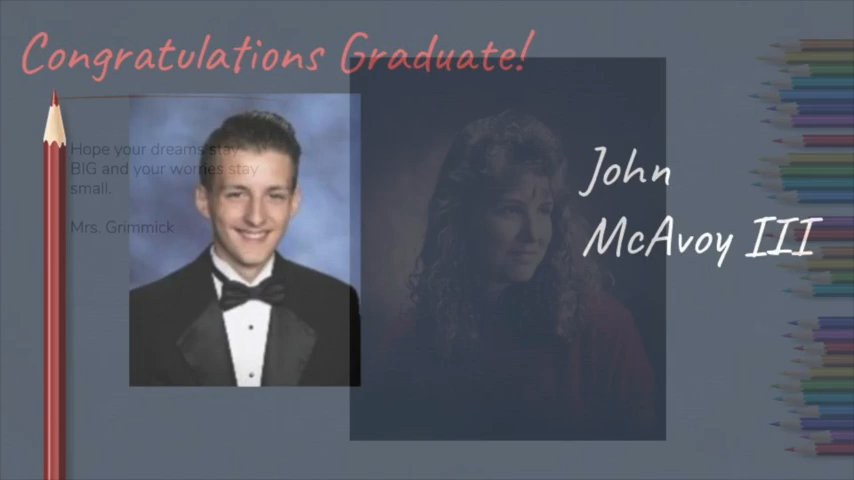 Congratulations Graduate!
Hope your dreams stay
BIG and your worries stay
small.
Mrs. Grimmick
John
McAvoy III